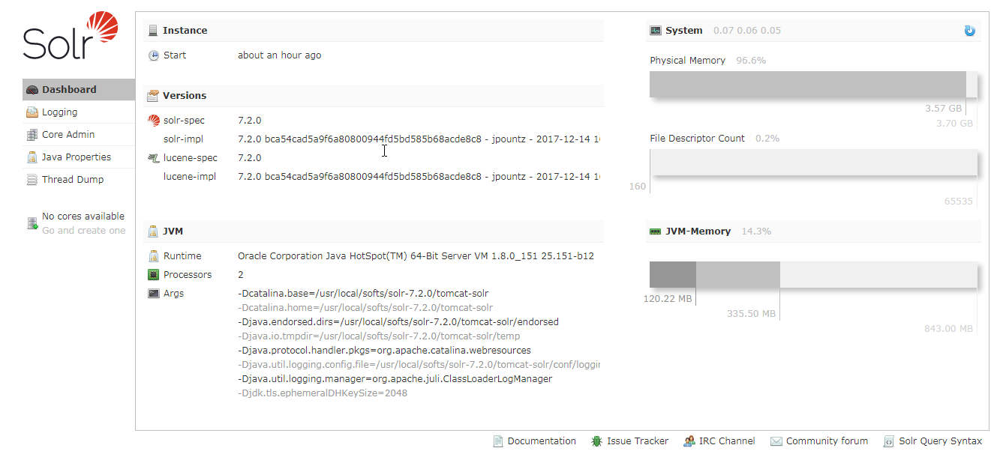 Solr
Dashboard
Logging
Core Admin
Java Properties
Thread Dump
No cores available
Go and create one
Instance
Start about an hour ago
Versions
solr-spec 7.2.0
solr-impl 7.2.0 bca54cad5a9f6a80800944fd5bd585b68acde8c8 - jpountz - 2017-12-14 16
lucene-spec 7.2.0
lucene-impl 7.2.0 bca54cad5a9f6a80800944fd5bd585b68acde8c8 - jpountz - 2017-12-14 16
JVM
Runtime Oracle Corporation Java HotSpot(TM) 64-Bit Server VM 1.8.0_151 25.151-b12
Processors 2
Args -Dcatalina.base=/usr/local/softs/solr-7.2.0/tomcat-solr
-Dcatalina.home=/usr/local/softs/solr-7.2.0/tomcat-solr
-Djava.endorsed.dirs=/usr/local/softs/solr-7.2.0/tomcat-solr/endorsed
-Djava.io.tmpdir=/usr/local/softs/solr-7.2.0/tomcat-solr/temp
-Djava.protocol.handler.pkgs=org.apache.catalina.webresources
-Djava.util.logging.config.file=/usr/local/softs/solr-7.2.0/tomcat-solr/conf/loggin
-Djava.util.logging.manager=org.apache.juli.ClassLoaderLogManager
-Djdk.tls.ephemeralDHKeySize=2048
System 0.07 0.06 0.05
Physical Memory 96.6%
3.57 GB
3.70 GB
File Descriptor Count 0.2%
160
65535
JVM-Memory 14.3%
120.22 MB
335.50 MB
843.00 MB
Documentation Issue Tracker IRC Channel Community forum Solr Query Syntax